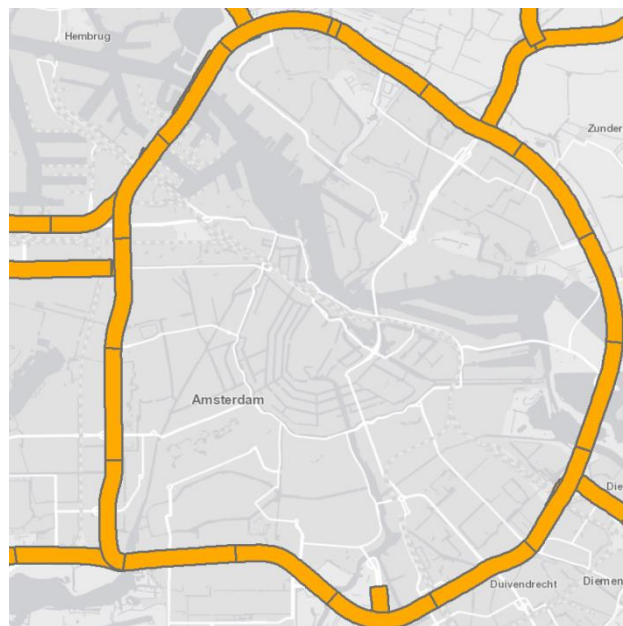 Hembrug
Zunder
Amsterdam
Die
Duivendrecht
Diemen